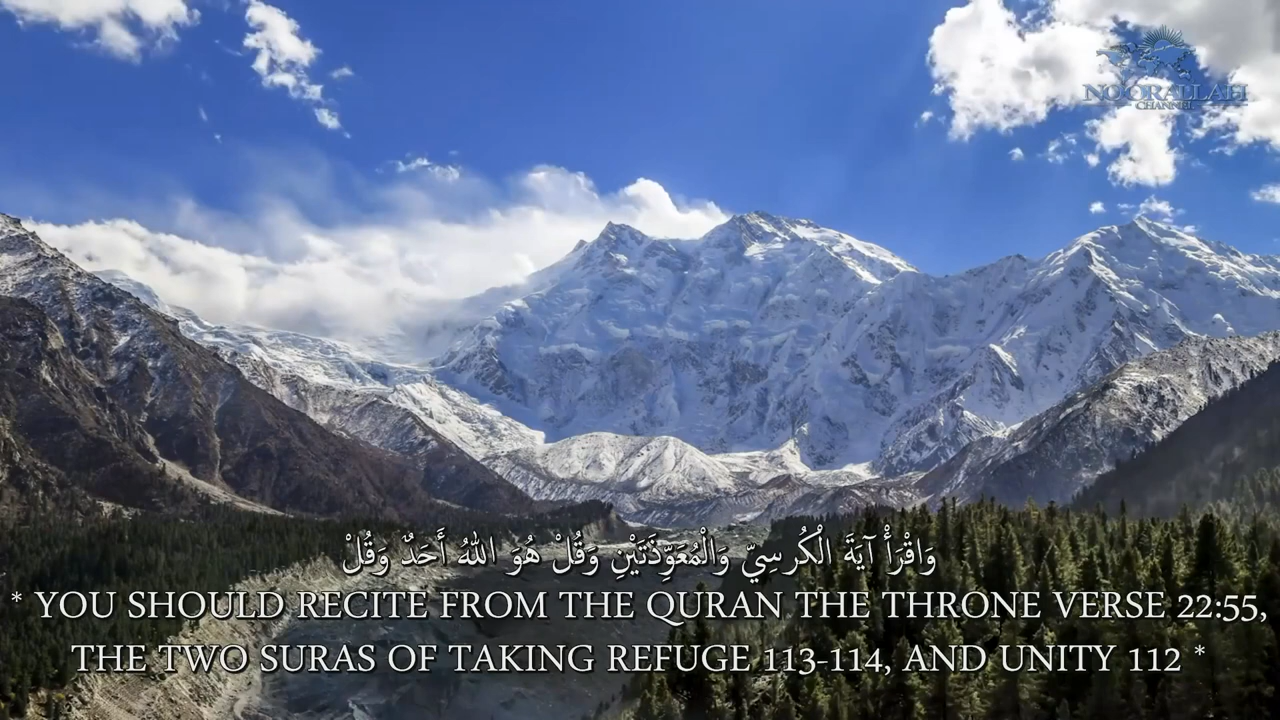 NOORALLAH
CHANNEL
وَاقْرَأْ آيَةَ الْكُرسِيّ وَالْمُعَوِّذَتَيْنِ وَقُلْ هُوَ اللهُ أَحَدٌ وَقُلْ
* YOU SHOULD RECITE FROM THE QURAN THE THRONE VERSE 22:55,
THE TWO SURAS OF TAKING REFUGE 113-114, AND UNITY 112 *